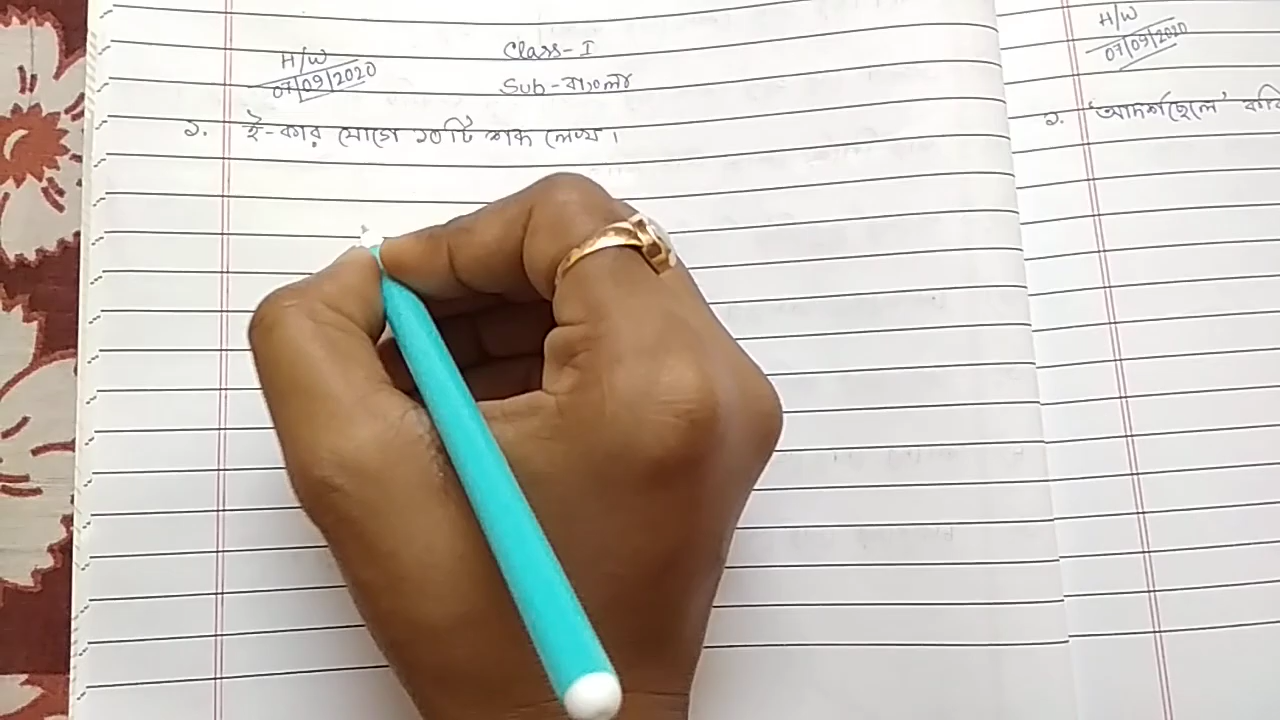 H/W
07/09/2020
Class-I
Sub-বাংলা
১. ই-কার যোগে ১০টি শব্দ লেখ।
H/W
07/09/2020
১. 'আদর্শছেলে'